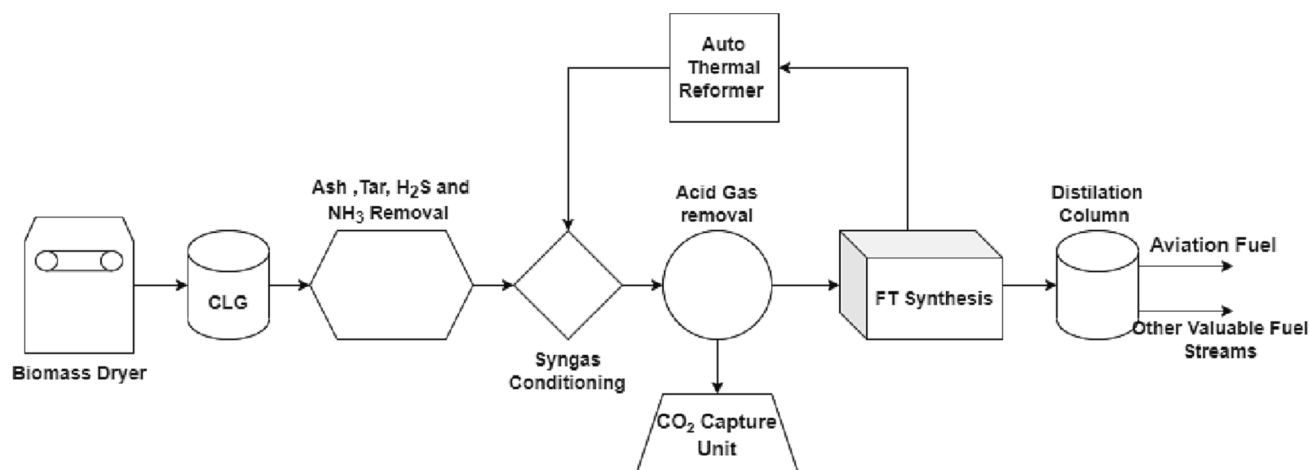 Auto
Thermal
Reformer
Ash ,Tar, H₂S and
NH₃ Removal
Acid Gas
removal
Distilation
Column
Aviation Fuel
CLG
FT Synthesis
Other Valuable Fuel
Streams
Biomass Dryer
Syngas
Conditioning
CO₂ Capture
Unit